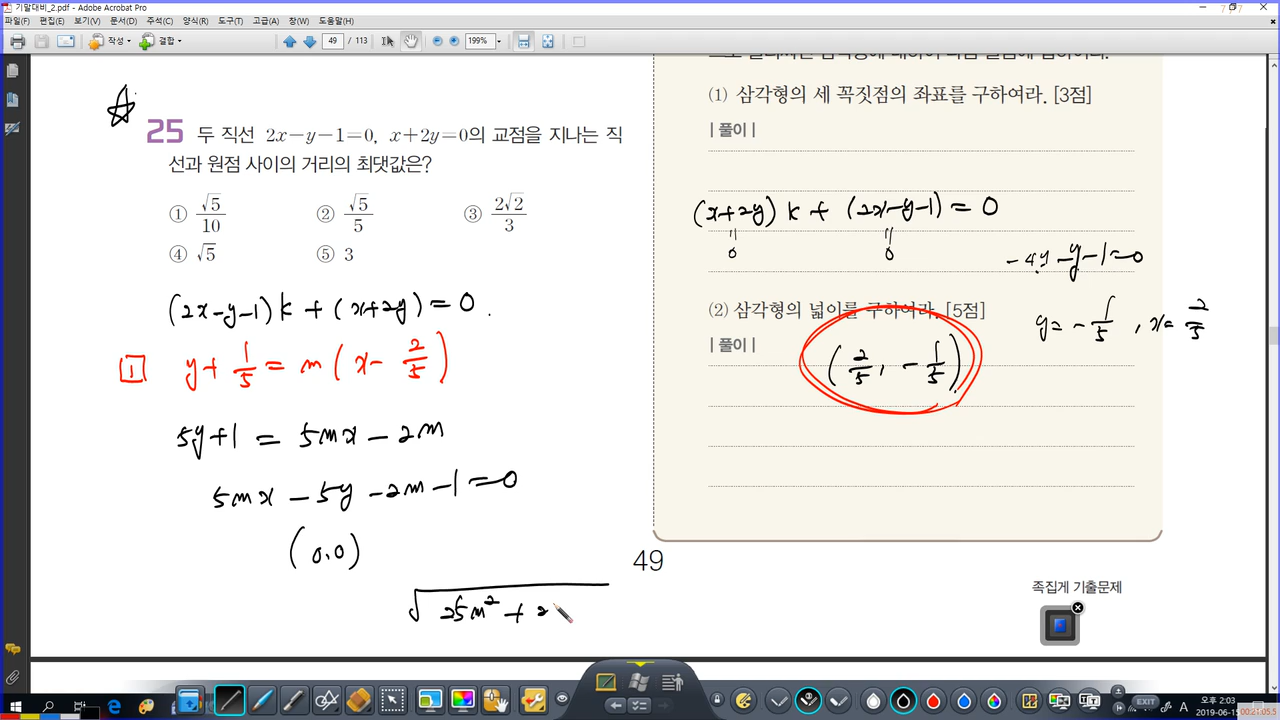 기말대비_2.pdf - Adobe Acrobat Pro
파일(F) 편집(E) 보기(V) 문서(D) 주석(C) 양식(R) 도구(T) 고급(A) 창(W) 도움말(H)
작성 결합 49 / 113 199%
25 두 직선 2x-y-1=0, x+2y=0의 교점을 지나는 직
선과 원점 사이의 거리의 최댓값은?
① √5/10 ② √5/5 ③ 2√2/3
④ √5 ⑤ 3
(2x-y-1)k+(x+2y)=0.
1 y+1/5=m(x-2/5)
5y+1=5mx-2m
5mx-5y-2m-1=0
(0.0)
√25m²+2
(1) 삼각형의 세 꼭짓점의 좌표를 구하여라. [3점]
| 풀이 |
(x+2y)k+(2x-y-1)=0
0 0
-4y-y-1=0
(2) 삼각형의 넓이를 구하여라. [5점]
y=-1/5, x=2/5
| 풀이 |
(2/5, -1/5)
49
족집게 기출문제
EXIT
A
오후 2:03